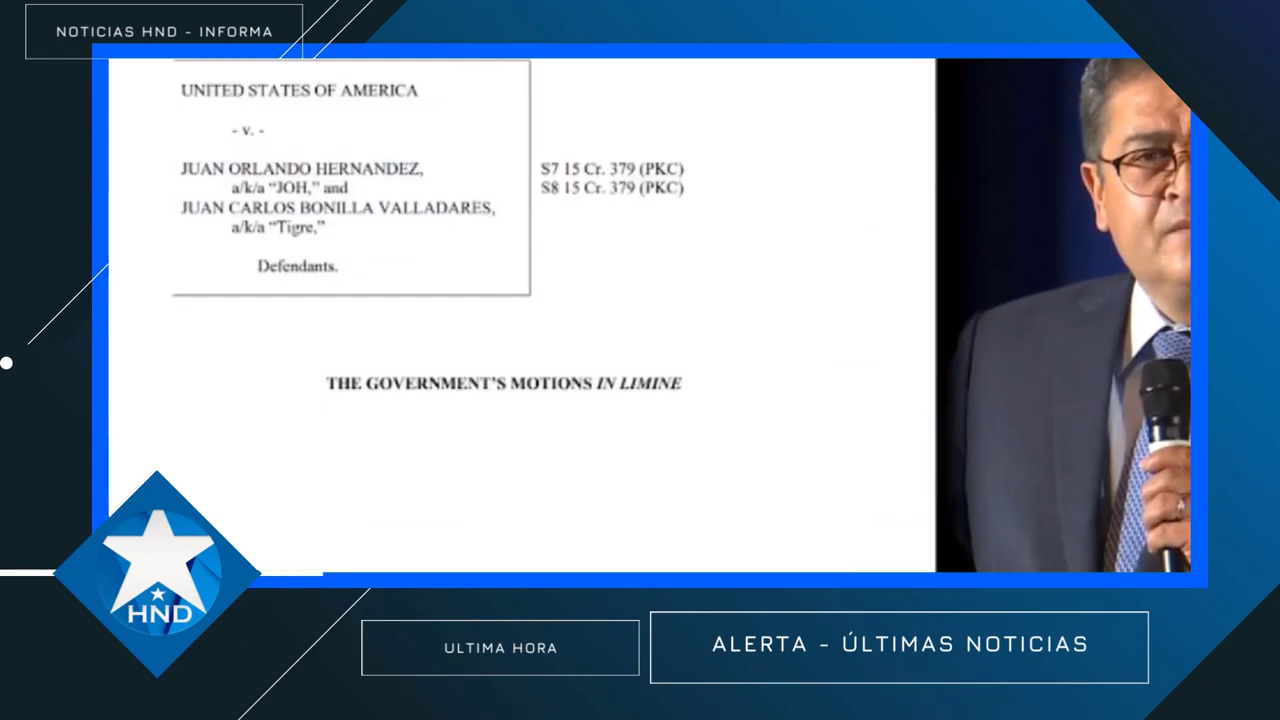 NOTICIAS HND - INFORMA
UNITED STATES OF AMERICA
- v. -
JUAN ORLANDO HERNANDEZ,
a/k/a “JOH,” and
JUAN CARLOS BONILLA VALLADARES,
a/k/a “Tigre,”
Defendants.
S7 15 Cr. 379 (PKC)
S8 15 Cr. 379 (PKC)
THE GOVERNMENT’S MOTIONS IN LIMINE
HND
ULTIMA HORA
ALERTA - ÚLTIMAS NOTICIAS